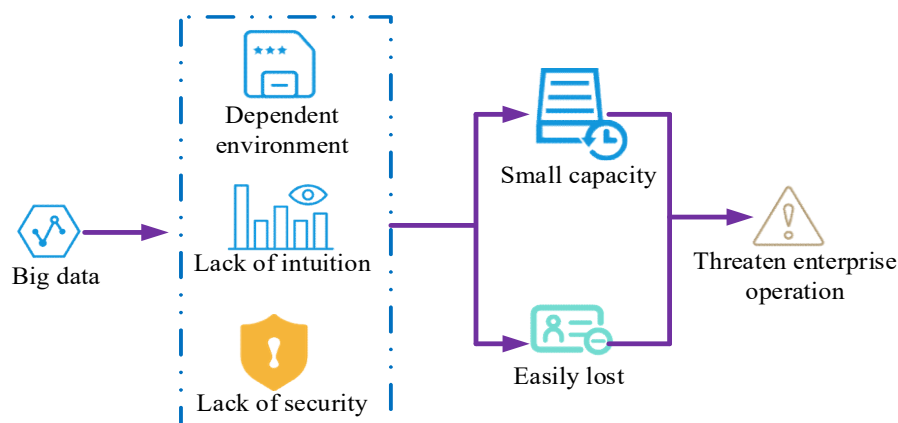 Big data
Dependent
environment
Lack of intuition
Lack of security
Small capacity
Easily lost
Threaten enterprise
operation